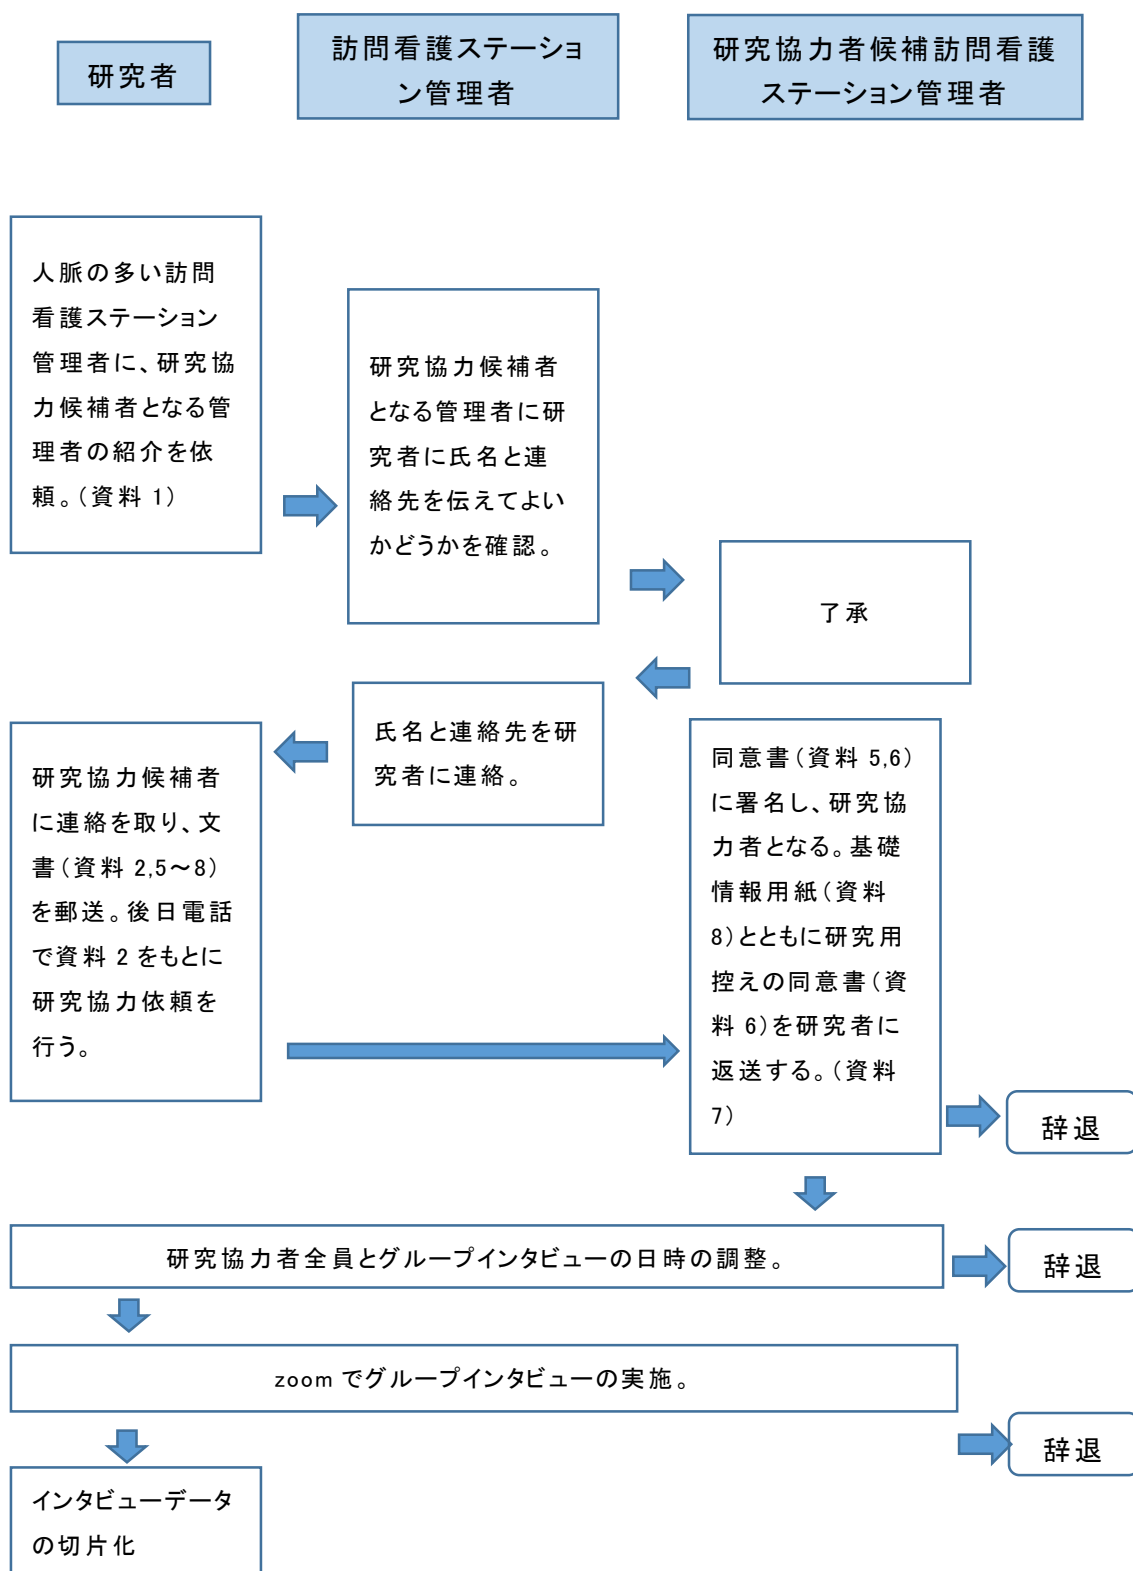 研究者
訪問看護ステーショ
ン管理者
研究協力者候補訪問看護
ステーション管理者
人脈の多い訪問
看護ステーション
管理者に、研究協
力候補者となる管
理者の紹介を依
頼。(資料 1)
研究協力候補者
となる管理者に研
究者に氏名と連
絡先を伝えてよい
かどうかを確認。
了承
氏名と連絡先を研
究者に連絡。
研究協力候補者
に連絡を取り、文
書(資料 2,5～8)
を郵送。後日電話
で資料 2 をもとに
研究協力依頼を
行う。
同意書(資料 5,6)
に署名し、研究協
力者となる。基礎
情報用紙(資料
8)とともに研究用
控えの同意書(資
料 6)を研究者に
返送する。(資料
7)
辞退
研究協力者全員とグループインタビューの日時の調整。
辞退
zoom でグループインタビューの実施。
辞退
インタビューデータ
の切片化